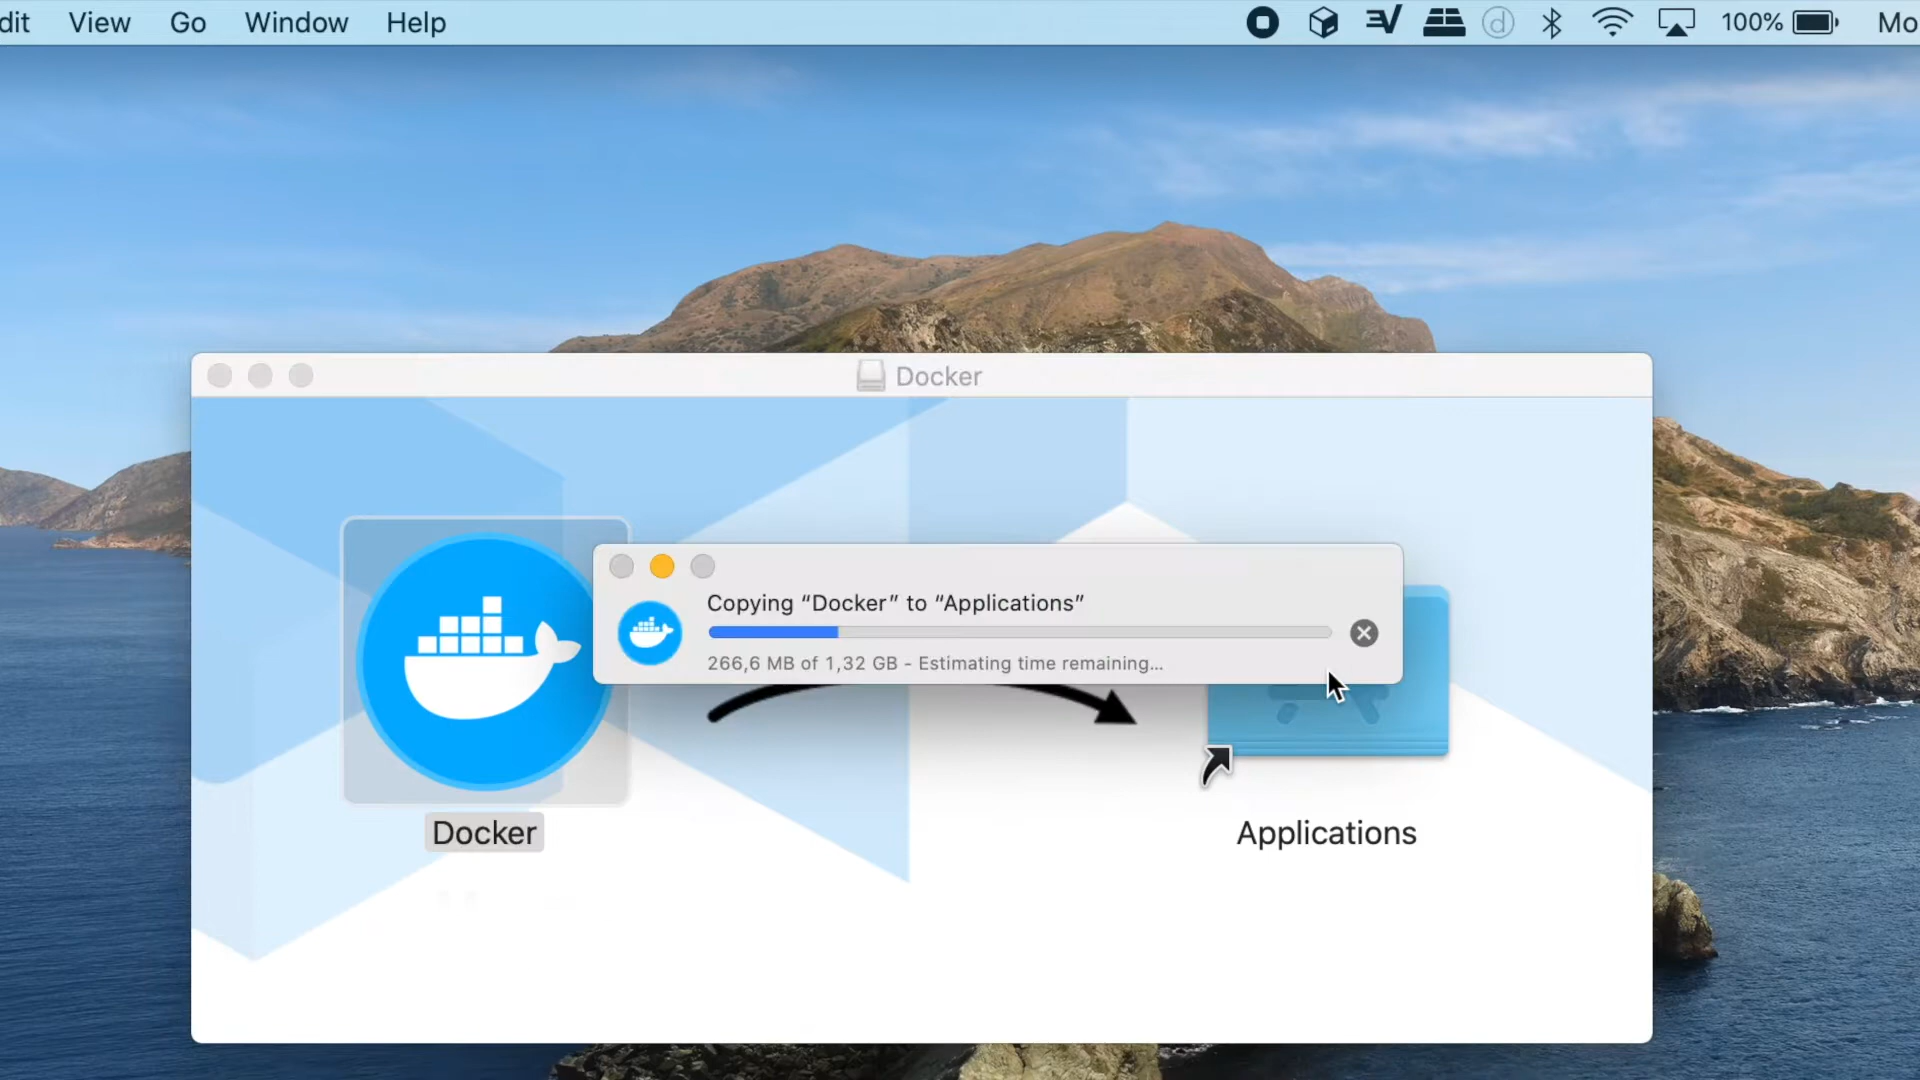 dit View Go Window Help 100% Mo
Docker
Copying “Docker” to “Applications”
266,6 MB of 1,32 GB - Estimating time remaining...
Docker
Applications